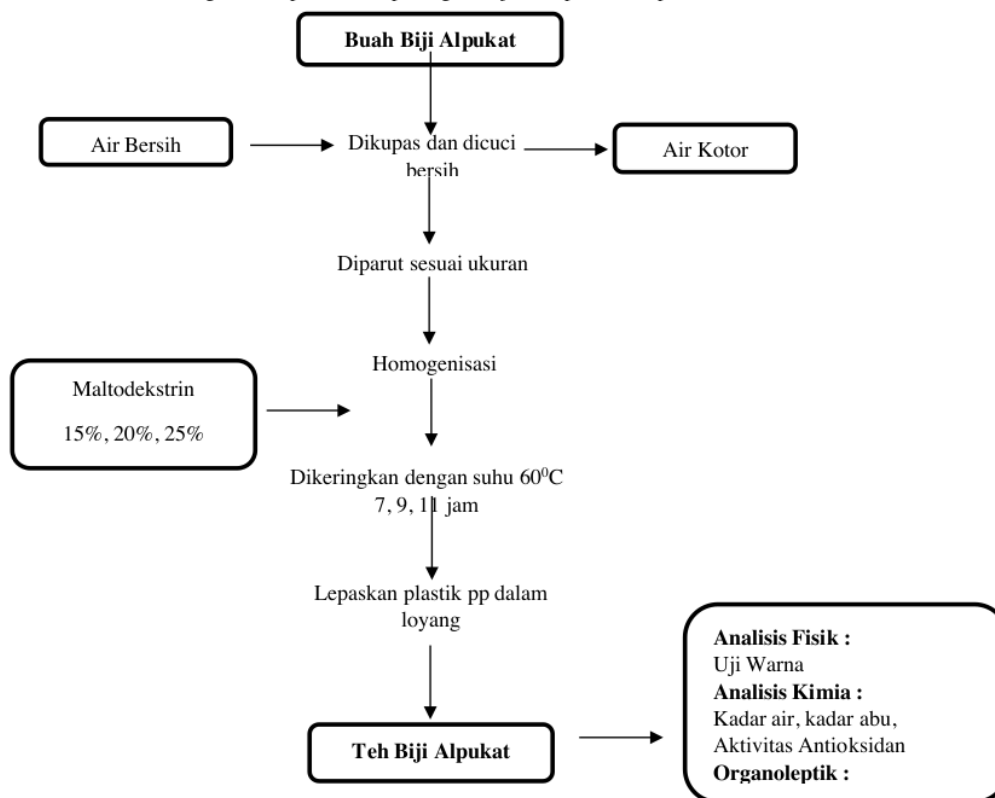 Buah Biji Alpukat
Air Bersih
Dikupas dan dicuci
bersih
Air Kotor
Diparut sesuai ukuran
Homogenisasi
Maltodekstrin
15%, 20%, 25%
Dikeringkan dengan suhu 60⁰C
7, 9, 11 jam
Lepaskan plastik pp dalam
loyang
Teh Biji Alpukat
Analisis Fisik :
Uji Warna
Analisis Kimia :
Kadar air, kadar abu,
Aktivitas Antioksidan
Organoleptik :